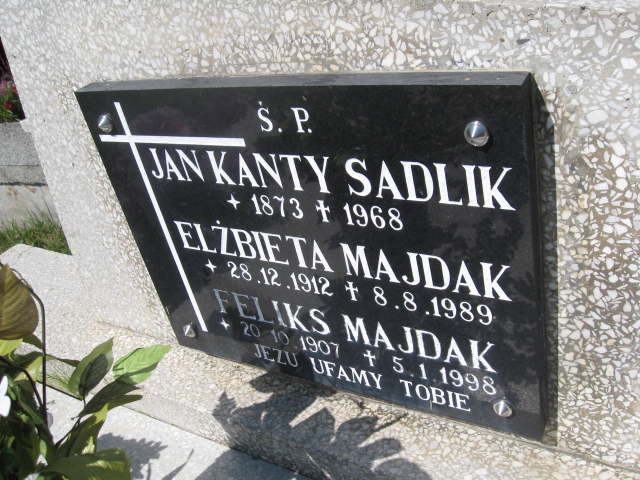 Ś. P.
JAN KANTY SADLIK
✦ 1873 ✝ 1968
ELŻBIETA MAJDAK
✦ 28.12.1912 ✝ 8.8.1989
FELIKS MAJDAK
✦ 20.10.1907 ✝ 5.1.1998
JEZU UFAMY TOBIE